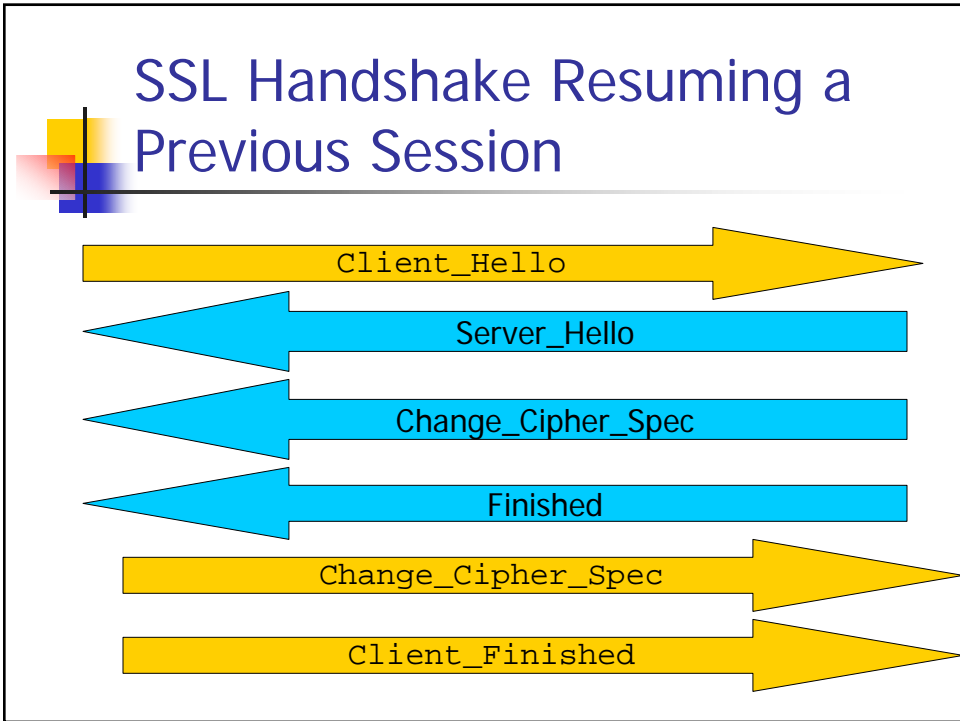 SSL Handshake Resuming a
Previous Session
Client_Hello
Server_Hello
Change_Cipher_Spec
Finished
Change_Cipher_Spec
Client_Finished